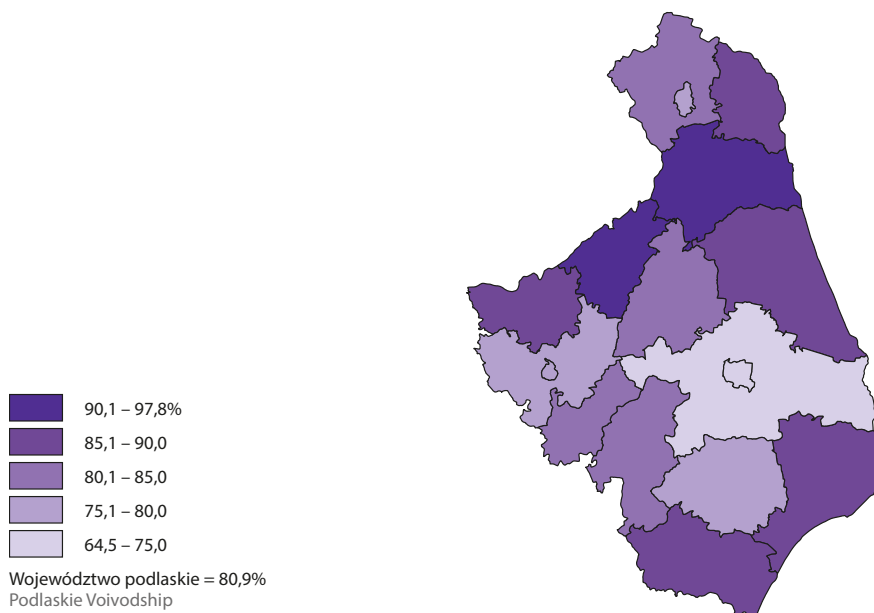 90,1 – 97,8%
85,1 – 90,0
80,1 – 85,0
75,1 – 80,0
64,5 – 75,0
Województwo podlaskie = 80,9%
Podlaskie Voivodship